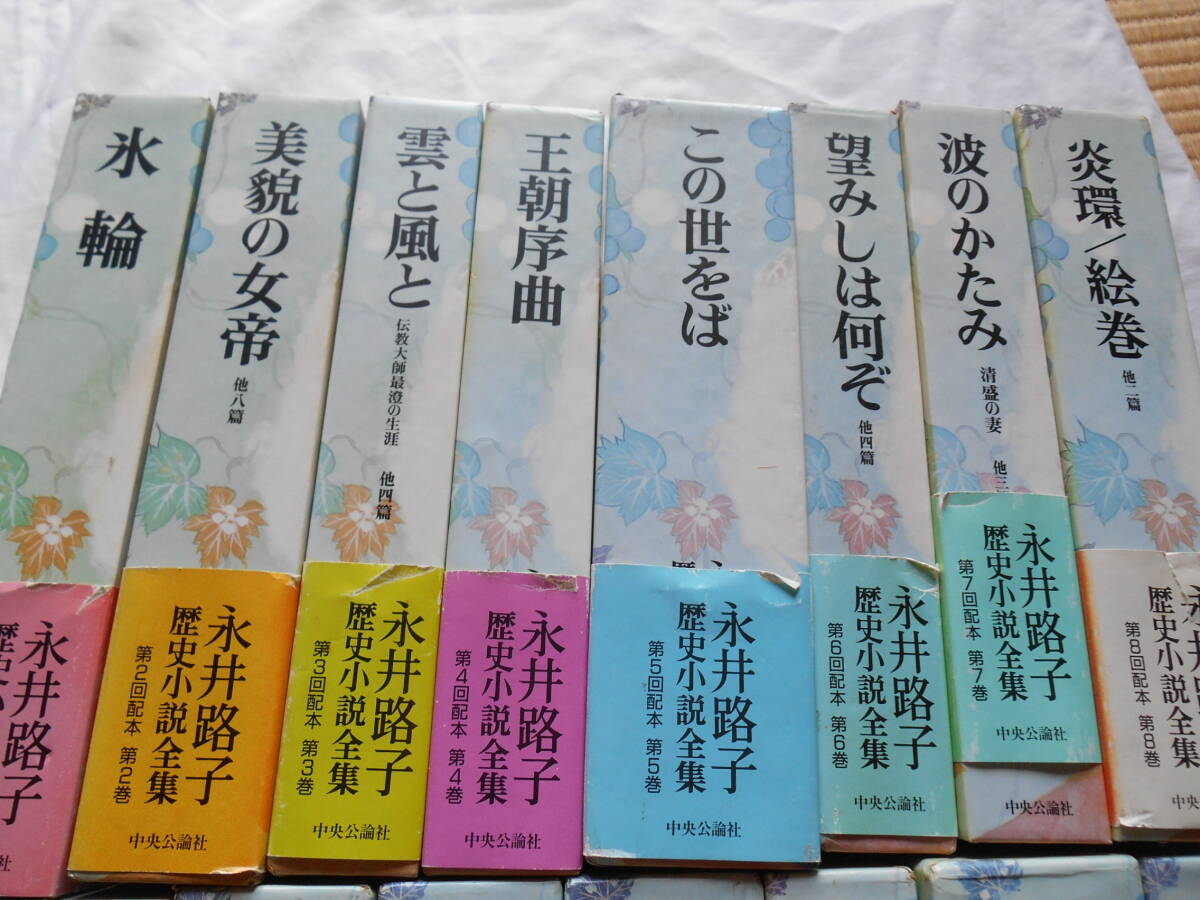 氷輪
永井路子
美貌の女帝
他八篇
永井路子
歴史小説全集
第2回配本 第2巻
中央公論社
雲と風と
伝教大師最澄の生涯
他四篇
永井路子
歴史小説全集
第3回配本 第3巻
中央公論社
王朝序曲
永井路子
歴史小説全集
第4回配本 第4巻
中央公論社
この世をば
永井路子
歴史小説全集
第5回配本 第5巻
中央公論社
望みしは何ぞ
他四篇
永井路子
歴史小説全集
第6回配本 第6巻
中央公論社
波のかたみ
清盛の妻
他三
永井路子
歴史小説全集
第7回配本 第7巻
中央公論社
中央公論社
炎環/絵巻
他二篇
永井路子
歴史小説全集
第8回配本 第8巻
中央公論社